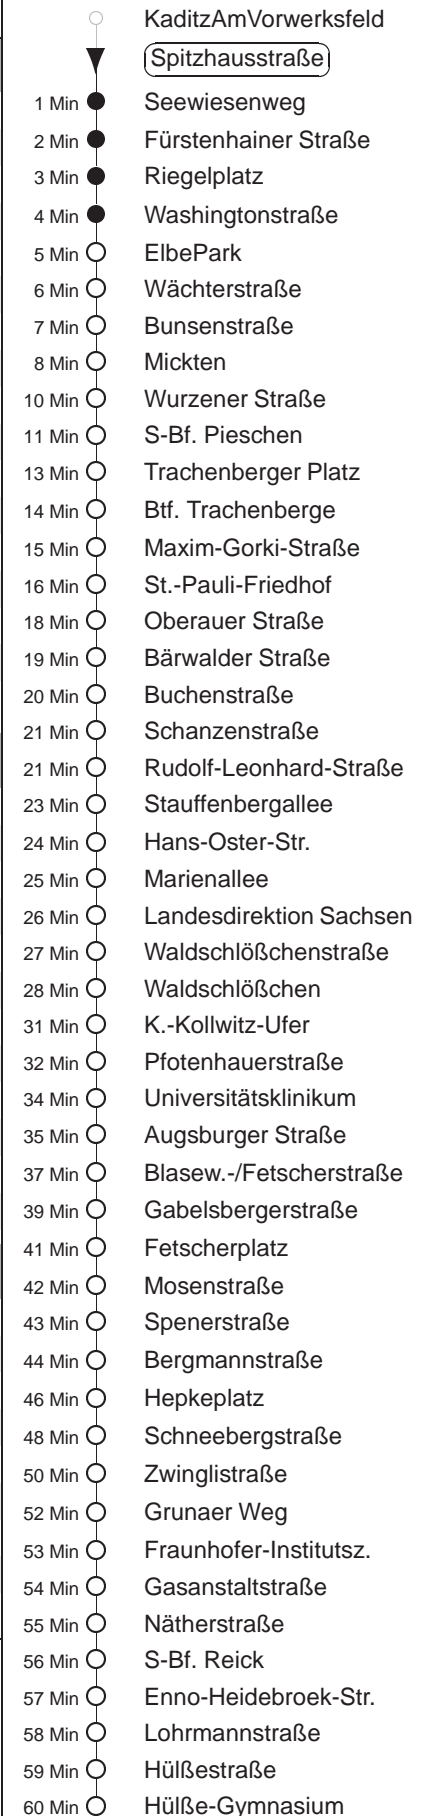 KaditzAmVorwerksfeld
Spitzhausstraße
1 Min Seewiesenweg
2 Min Fürstenhainer Straße
3 Min Riegelplatz
4 Min Washingtonstraße
5 Min ElbePark
6 Min Wächterstraße
7 Min Bunsenstraße
8 Min Mickten
10 Min Wurzener Straße
11 Min S-Bf. Pieschen
13 Min Trachenberger Platz
14 Min Btf. Trachenberge
15 Min Maxim-Gorki-Straße
16 Min St.-Pauli-Friedhof
18 Min Oberauer Straße
19 Min Bärwalder Straße
20 Min Buchenstraße
21 Min Schanzenstraße
21 Min Rudolf-Leonhard-Straße
23 Min Stauffenbergallee
24 Min Hans-Oster-Str.
25 Min Marienallee
26 Min Landesdirektion Sachsen
27 Min Waldschlößchenstraße
28 Min Waldschlößchen
31 Min K.-Kollwitz-Ufer
32 Min Pfotenhauerstraße
34 Min Universitätsklinikum
35 Min Augsburger Straße
37 Min Blasew.-/Fetscherstraße
39 Min Gabelsbergerstraße
41 Min Fetscherplatz
42 Min Mosenstraße
43 Min Spenerstraße
44 Min Bergmannstraße
46 Min Hepkeplatz
48 Min Schneebergstraße
50 Min Zwinglistraße
52 Min Grunaer Weg
53 Min Fraunhofer-Institutsz.
54 Min Gasanstaltstraße
55 Min Nätherstraße
56 Min S-Bf. Reick
57 Min Enno-Heidebroek-Str.
58 Min Lohrmannstraße
59 Min Hülßestraße
60 Min Hülße-Gymnasium